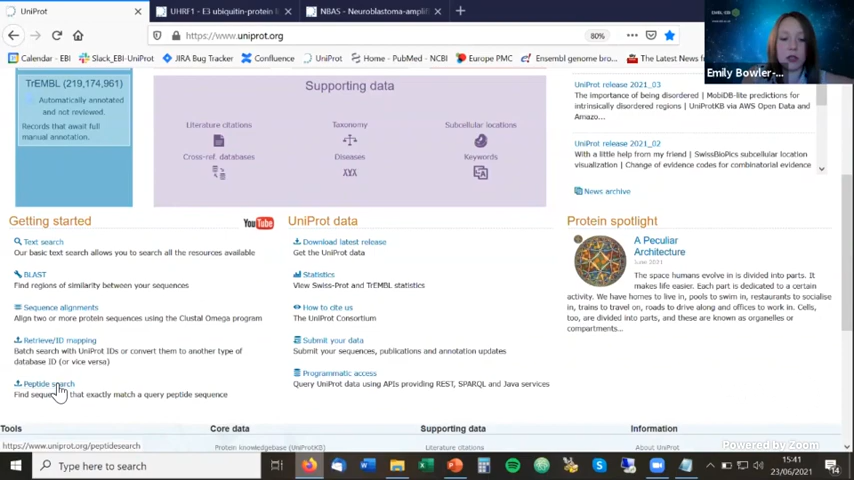 UniProt
UHRF1 - E3 ubiquitin-protein l
NBAS - Neuroblastoma-amplif
https://www.uniprot.org
80%
Calendar - EBI
Slack_EBI-UniProt
JIRA Bug Tracker
Confluence
UniProt
Home - PubMed - NCBI
Europe PMC
Ensembl genome brows
The Latest News f
Emily Bowler-...
TrEMBL (219,174,961)
Automatically annotated
and not reviewed.
Records that await full
manual annotation.
Supporting data
Literature citations
Taxonomy
Subcellular locations
Cross-ref. databases
Diseases
Keywords
UniProt release 2021_03
The importance of being disordered | MobiDB-lite predictions for
intrinsically disordered regions | UniProtKB via AWS Open Data and
Amazo...
UniProt release 2021_02
With a little help from my friend | SwissBioPics subcellular location
visualization | Change of evidence codes for combinatorial evidence
News archive
Getting started
YouTube
Text search
Our basic text search allows you to search all the resources available
BLAST
Find regions of similarity between your sequences
Sequence alignments
Align two or more protein sequences using the Clustal Omega program
Retrieve/ID mapping
Batch search with UniProt IDs or convert them to another type of
database ID (or vice versa)
Peptide search
Find sequ that exactly match a query peptide sequence
UniProt data
Download latest release
Get the UniProt data
Statistics
View Swiss-Prot and TrEMBL statistics
How to cite us
The UniProt Consortium
Submit your data
Submit your sequences, publications and annotation updates
Programmatic access
Query UniProt data using APIs providing REST, SPARQL and Java services
Protein spotlight
A Peculiar
Architecture
June 2021
The space humans evolve in is divided into parts. It
makes life easier. Each part is dedicated to a certain
activity. We have homes to live in, pools to swim in, restaurants to socialise
in, trains to travel on, roads to drive along and offices to work in. Cells,
too, are divided into parts, and these are known as organelles or
compartments...
Tools
Core data
Supporting data
Information
https://www.uniprot.org/peptidesearch
Protein knowledgebase (UniProtKB)
Literature citations
About UniProt
Powered by Zoom
Type here to search
15:41
23/06/2021
14